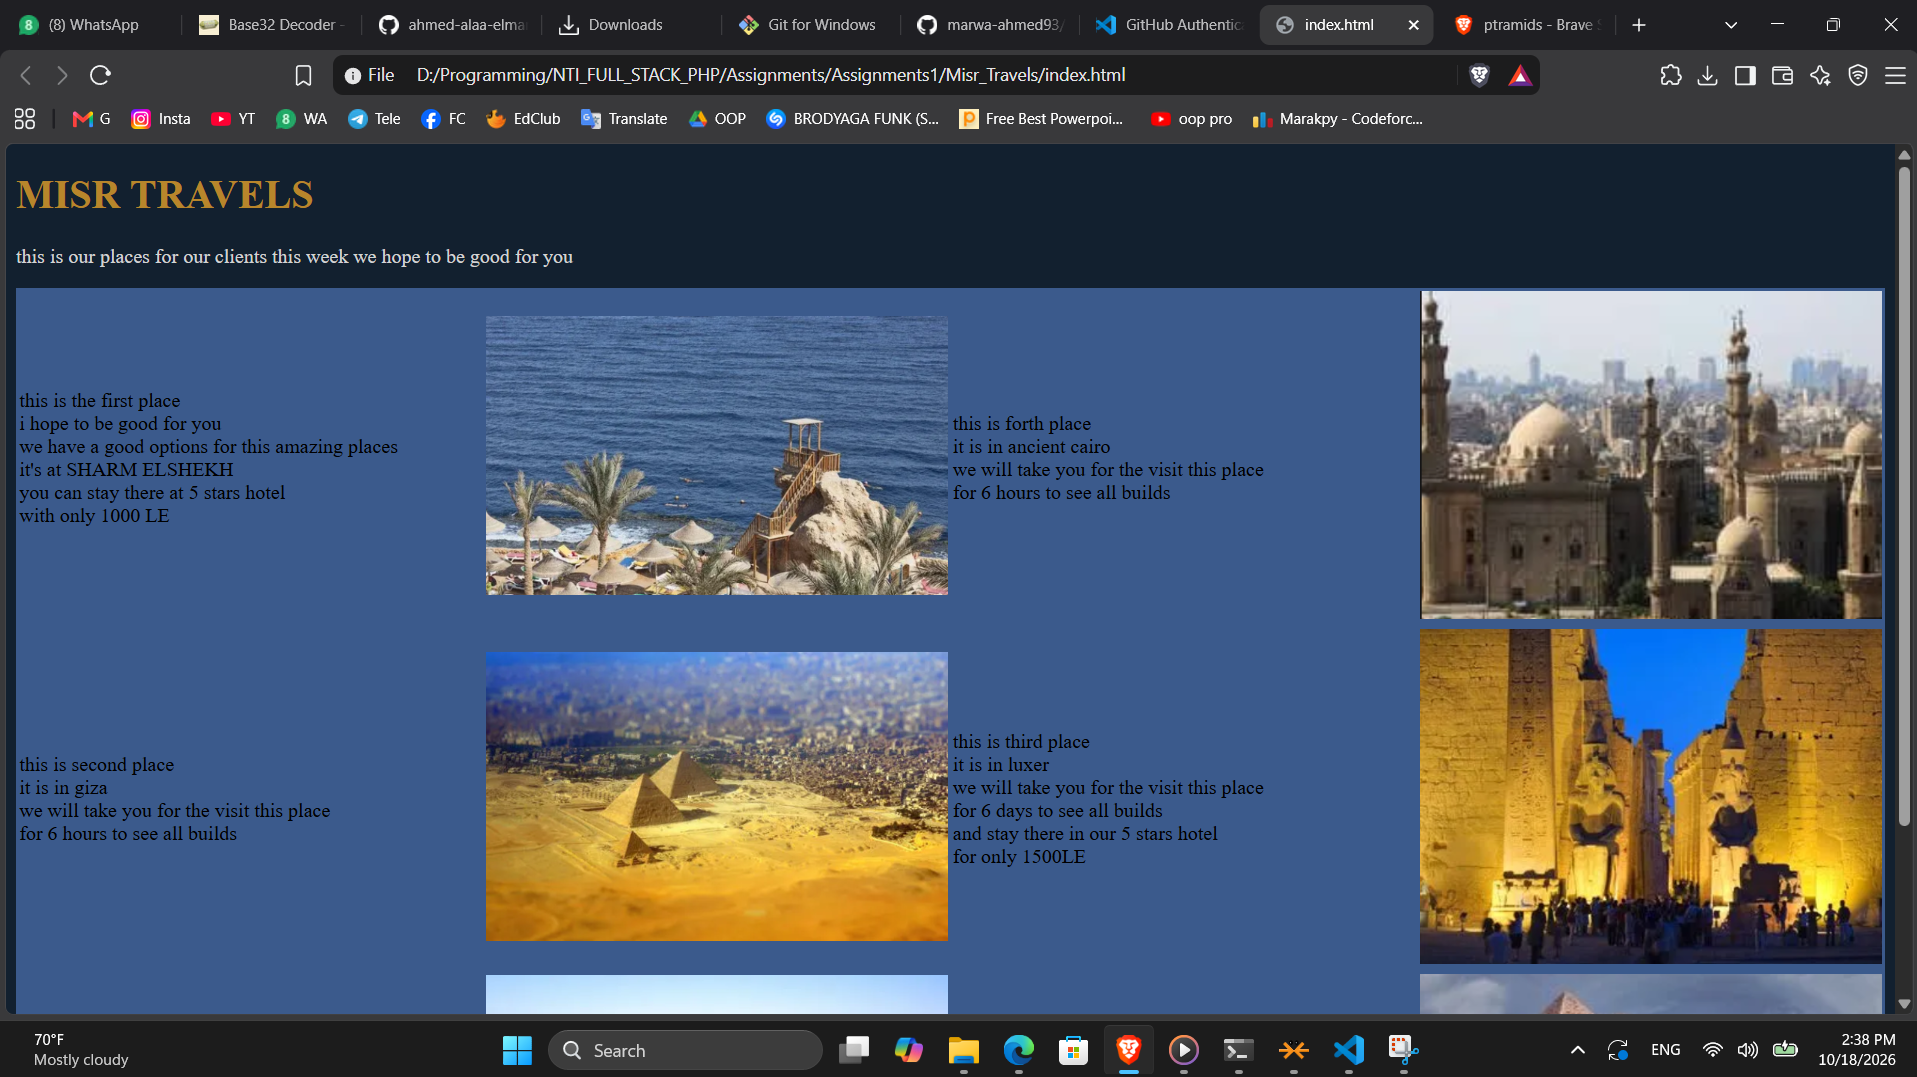 (8) WhatsApp
Base32 Decoder -
ahmed-alaa-elma
Downloads
Git for Windows
marwa-ahmed93/
GitHub Authentica
index.html
ptramids - Brave S
File
D:/Programming/NTI_FULL_STACK_PHP/Assignments/Assignments1/Misr_Travels/index.html
G
Insta
YT
8
WA
Tele
FC
EdClub
Translate
OOP
BRODYAGA FUNK (S...
Free Best Powerpoi...
oop pro
Marakpy - Codeforc...
MISR TRAVELS
this is our places for our clients this week we hope to be good for you
this is the first place
i hope to be good for you
we have a good options for this amazing places
it's at SHARM ELSHEKH
you can stay there at 5 stars hotel
with only 1000 LE
this is forth place
it is in ancient cairo
we will take you for the visit this place
for 6 hours to see all builds
this is second place
it is in giza
we will take you for the visit this place
for 6 hours to see all builds
this is third place
it is in luxer
we will take you for the visit this place
for 6 days to see all builds
and stay there in our 5 stars hotel
for only 1500LE
70°F
Mostly cloudy
Search
ENG
2:38 PM
10/18/2026